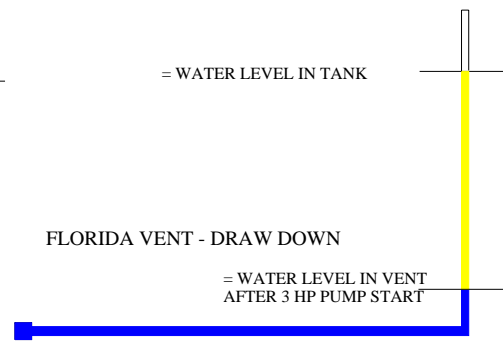 = WATER LEVEL IN TANK
FLORIDA VENT - DRAW DOWN
= WATER LEVEL IN VENT
AFTER 3 HP PUMP START